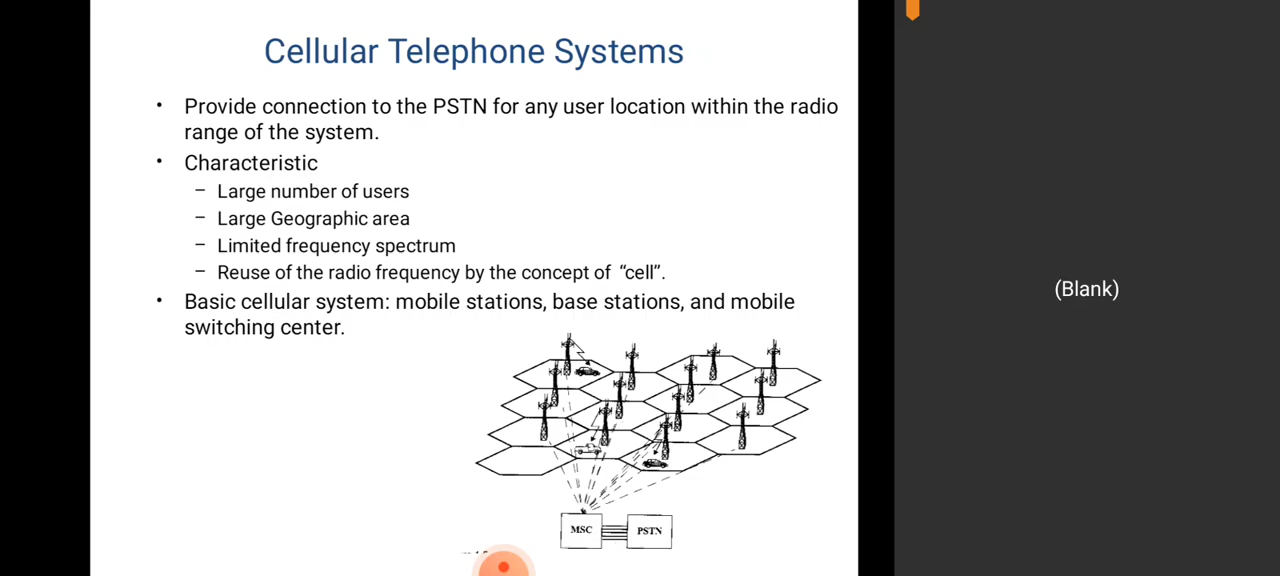 Cellular Telephone Systems
• Provide connection to the PSTN for any user location within the radio
range of the system.
• Characteristic
– Large number of users
– Large Geographic area
– Limited frequency spectrum
– Reuse of the radio frequency by the concept of “cell”.
• Basic cellular system: mobile stations, base stations, and mobile
switching center.
MSC
PSTN
(Blank)